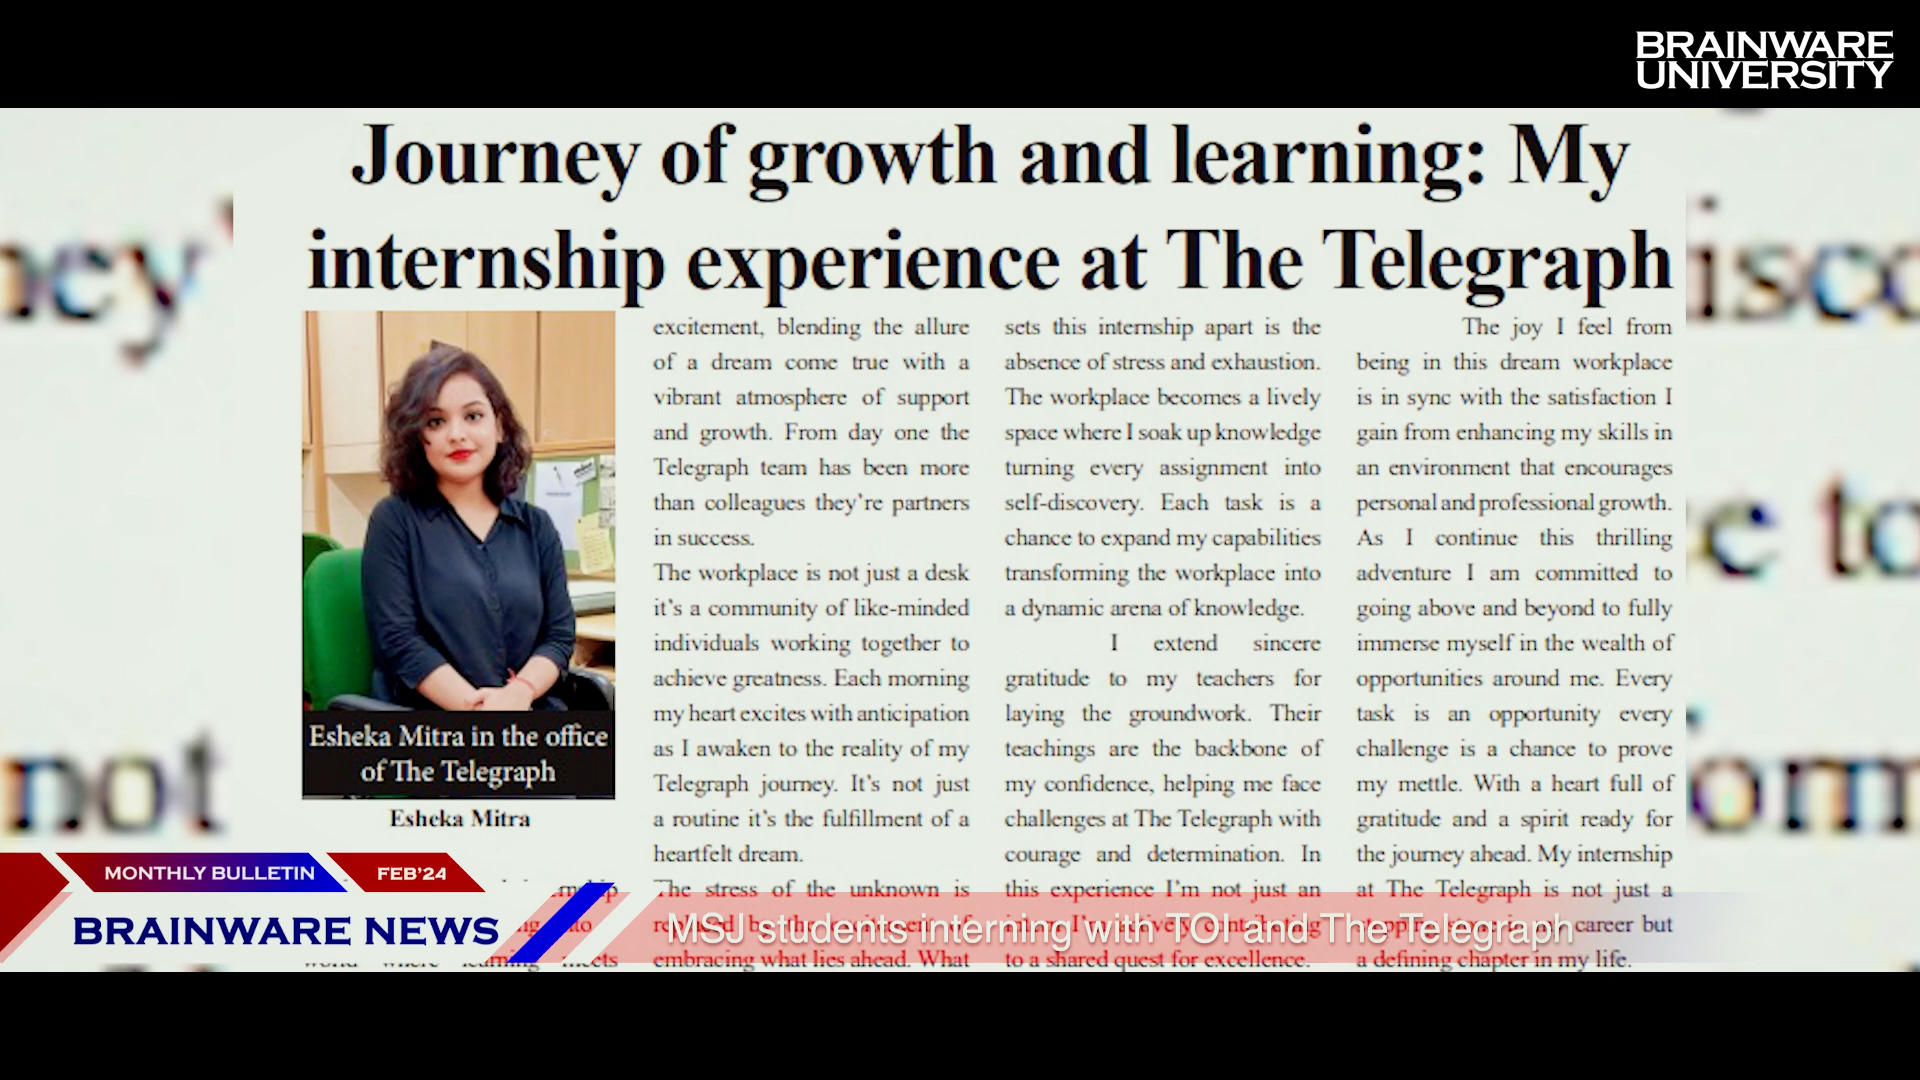 BRAINWARE
UNIVERSITY
Journey of growth and learning: My
internship experience at The Telegraph
Esheka Mitra in the office
of The Telegraph
Esheka Mitra
excitement, blending the allure
of a dream come true with a
vibrant atmosphere of support
and growth. From day one the
Telegraph team has been more
than colleagues they're partners
in success.
The workplace is not just a desk
it's a community of like-minded
individuals working together to
achieve greatness. Each morning
my heart excites with anticipation
as I awaken to the reality of my
Telegraph journey. It's not just
a routine it's the fulfillment of a
heartfelt dream.
The stress of the unknown is
embracing what lies ahead. What
sets this internship apart is the
absence of stress and exhaustion.
The workplace becomes a lively
space where I soak up knowledge
turning every assignment into
self-discovery. Each task is a
chance to expand my capabilities
transforming the workplace into
a dynamic arena of knowledge.
I extend sincere
gratitude to my teachers for
laying the groundwork. Their
teachings are the backbone of
my confidence, helping me face
challenges at The Telegraph with
courage and determination. In
this experience I'm not just an
to a shared quest for excellence.
The joy I feel from
being in this dream workplace
is in sync with the satisfaction I
gain from enhancing my skills in
an environment that encourages
personal and professional growth.
As I continue this thrilling
adventure I am committed to
going above and beyond to fully
immerse myself in the wealth of
opportunities around me. Every
task is an opportunity every
challenge is a chance to prove
my mettle. With a heart full of
gratitude and a spirit ready for
the journey ahead. My internship
at The Telegraph is not just a
career but
a defining chapter in my life.
MONTHLY BULLETIN
FEB'24
BRAINWARE NEWS
MSJ students interning with TOI and The Telegraph